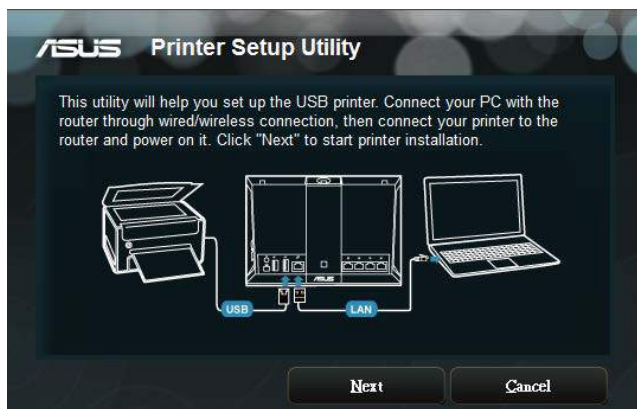 ASUS Printer Setup Utility
This utility will help you set up the USB printer. Connect your PC with the
router through wired/wireless connection, then connect your printer to the
router and power on it. Click "Next" to start printer installation.
ASUS
USB LAN
Next Cancel